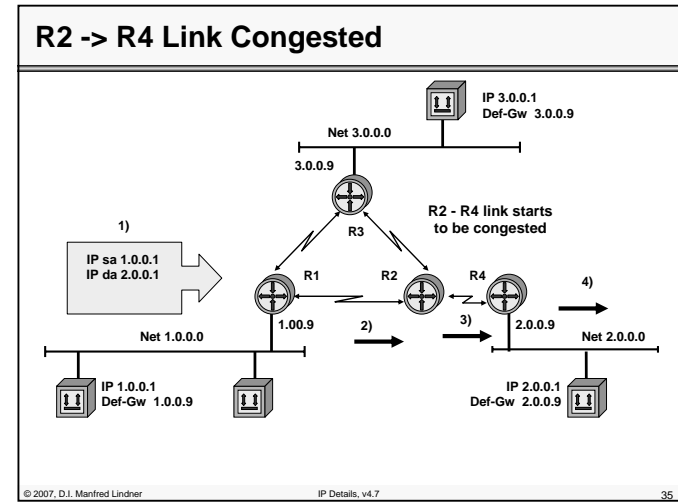 R2 -> R4 Link Congested
IP 3.0.0.1
Def-Gw 3.0.0.9
Net 3.0.0.0
3.0.0.9
R3
R2 - R4 link starts
to be congested
1)
IP sa 1.0.0.1
IP da 2.0.0.1
R1
R2
R4
4)
1.00.9
2)
3)
2.0.0.9
Net 1.0.0.0
Net 2.0.0.0
IP 1.0.0.1
Def-Gw 1.0.0.9
IP 2.0.0.1
Def-Gw 2.0.0.9
© 2007, D.I. Manfred Lindner
IP Details, v4.7
35